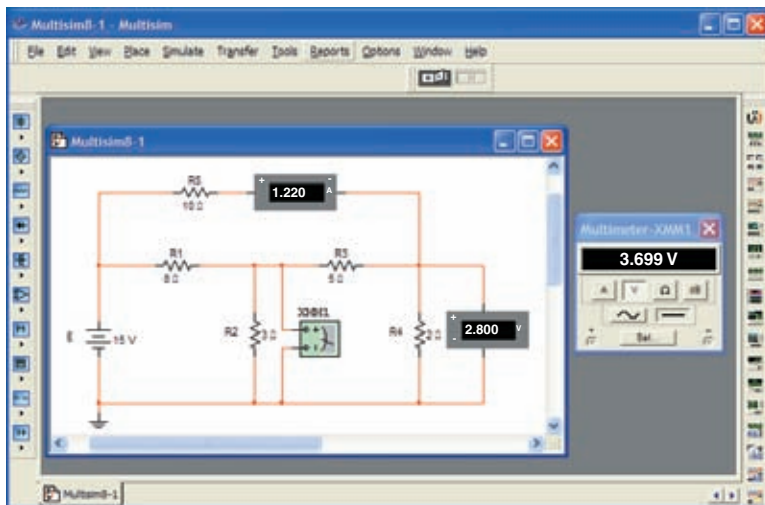 Multisim8-1 - Multisim
File Edit View Place Simulate Transfer Tools Reports Options Window Help
Multisim8-1
R5
10 Ω
+ -
1.220 A
R1
8 Ω
R3
5 Ω
E
15 V
R2
3 Ω
XMM1
+
-
R4
2 Ω
+
2.800 V
-
Multimeter-XMM1
3.699 V
A V Ω dB
Set...
+ -
Multisim8-1